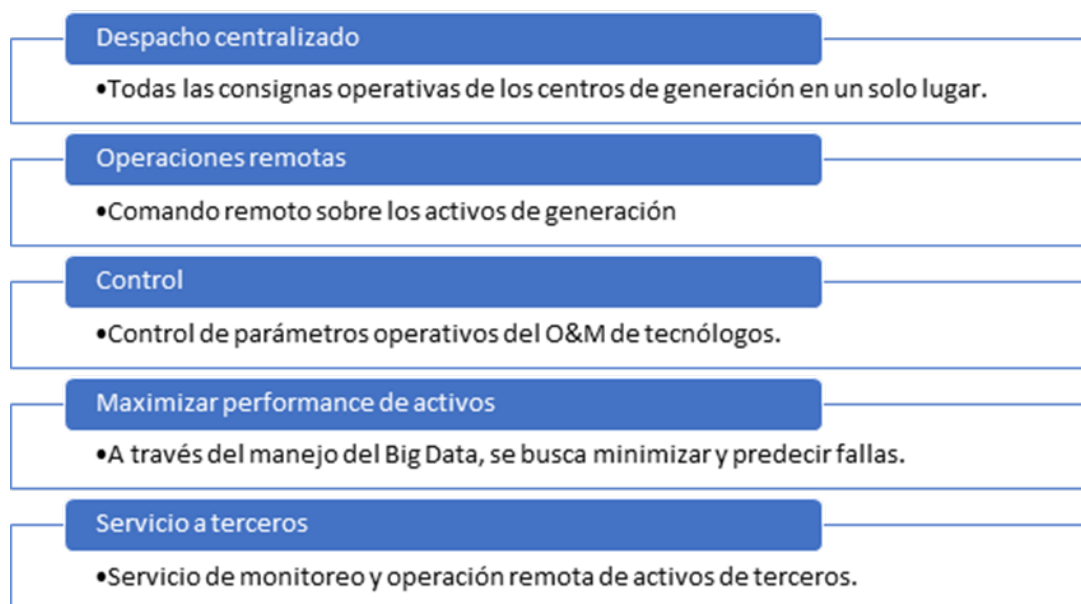 Despacho centralizado
•Todas las consignas operativas de los centros de generación en un solo lugar.
Operaciones remotas
•Comando remoto sobre los activos de generación
Control
•Control de parámetros operativos del O&M de tecnólogos.
Maximizar performance de activos
•A través del manejo del Big Data, se busca minimizar y predecir fallas.
Servicio a terceros
•Servicio de monitoreo y operación remota de activos de terceros.